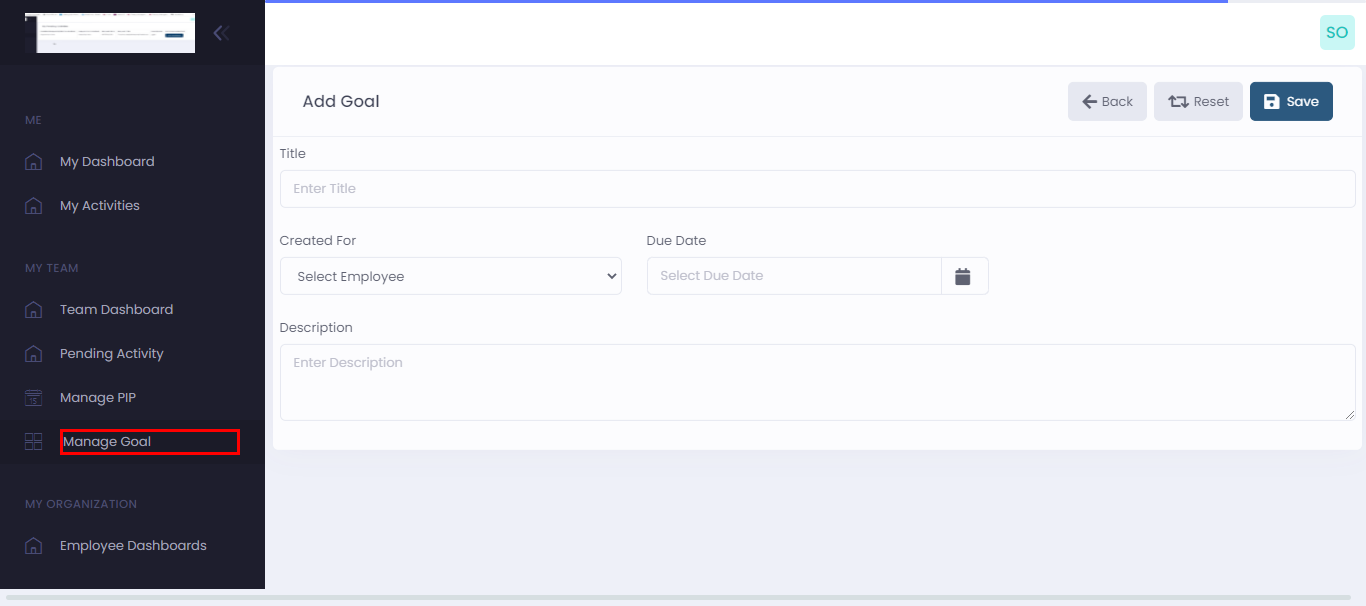 SO
ME
My Dashboard
My Activities
MY TEAM
Team Dashboard
Pending Activity
Manage PIP
15
Manage Goal
MY ORGANIZATION
Employee Dashboards
Add Goal
Back
Reset
Save
Title
Enter Title
Created For
Due Date
Select Employee
Select Due Date
Description
Enter Description